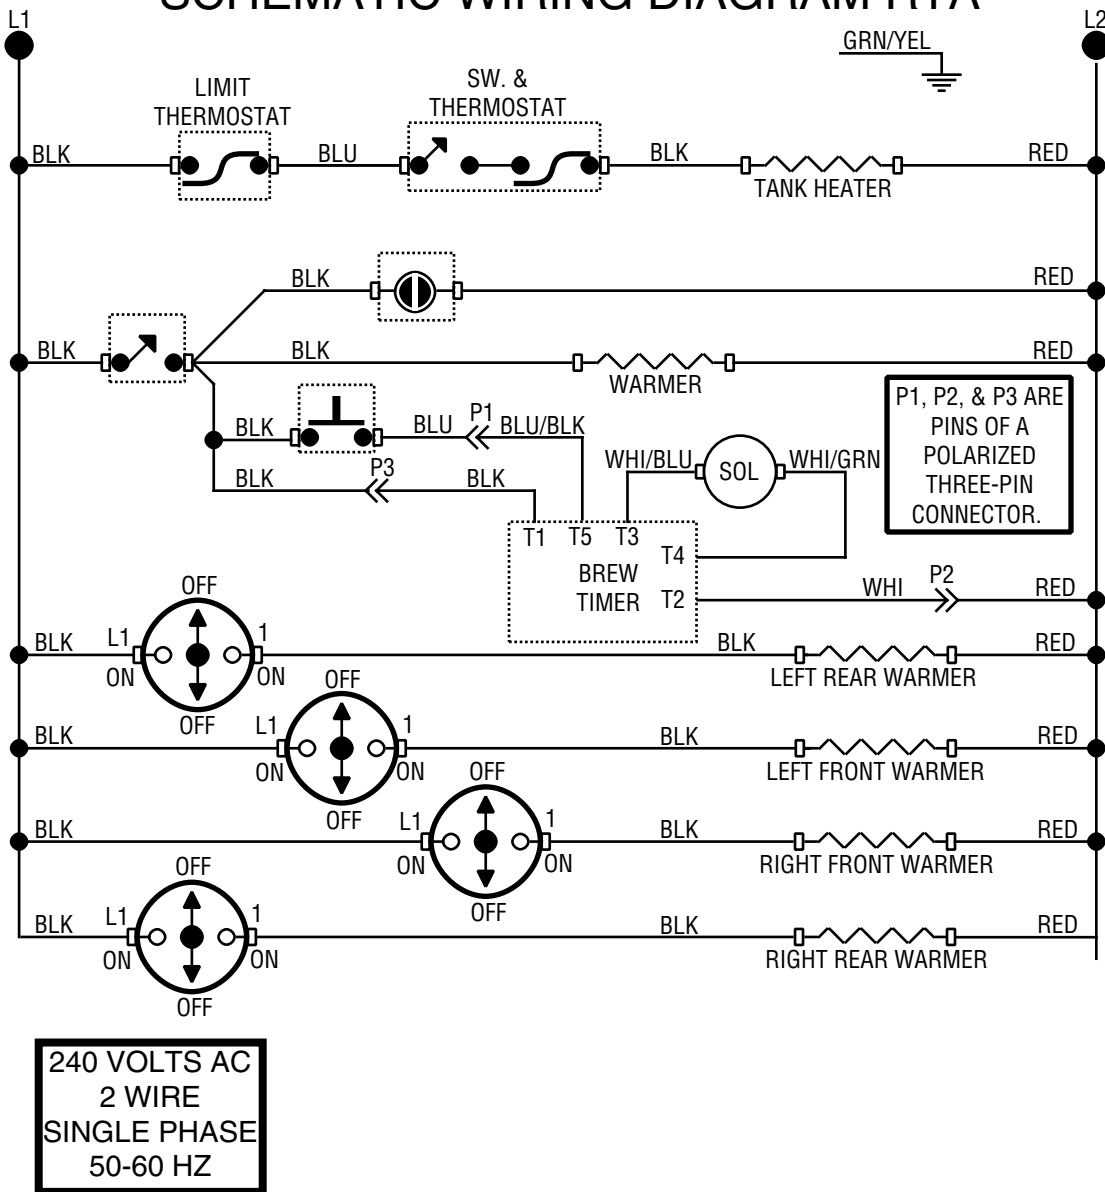 SCHEMATIC WIRING DIAGRAM RTA
L1
L2
GRN/YEL
LIMIT
THERMOSTAT
SW. &
THERMOSTAT
BLK
BLU
BLK
RED
TANK HEATER
BLK
RED
BLK
BLK
RED
WARMER
P1, P2, & P3 ARE
PINS OF A
POLARIZED
THREE-PIN
CONNECTOR.
BLK
BLU
P1
BLU/BLK
BLK
P3
BLK
WHI/BLU
SOL
WHI/GRN
T1
T5
T3
T4
BREW
TIMER
T2
WHI
P2
RED
OFF
BLK
L1
1
ON
ON
OFF
BLK
RED
LEFT REAR WARMER
OFF
BLK
L1
1
ON
ON
OFF
BLK
RED
LEFT FRONT WARMER
OFF
BLK
L1
1
ON
ON
OFF
BLK
RED
RIGHT FRONT WARMER
OFF
BLK
L1
1
ON
ON
OFF
BLK
RED
RIGHT REAR WARMER
240 VOLTS AC
2 WIRE
SINGLE PHASE
50-60 HZ